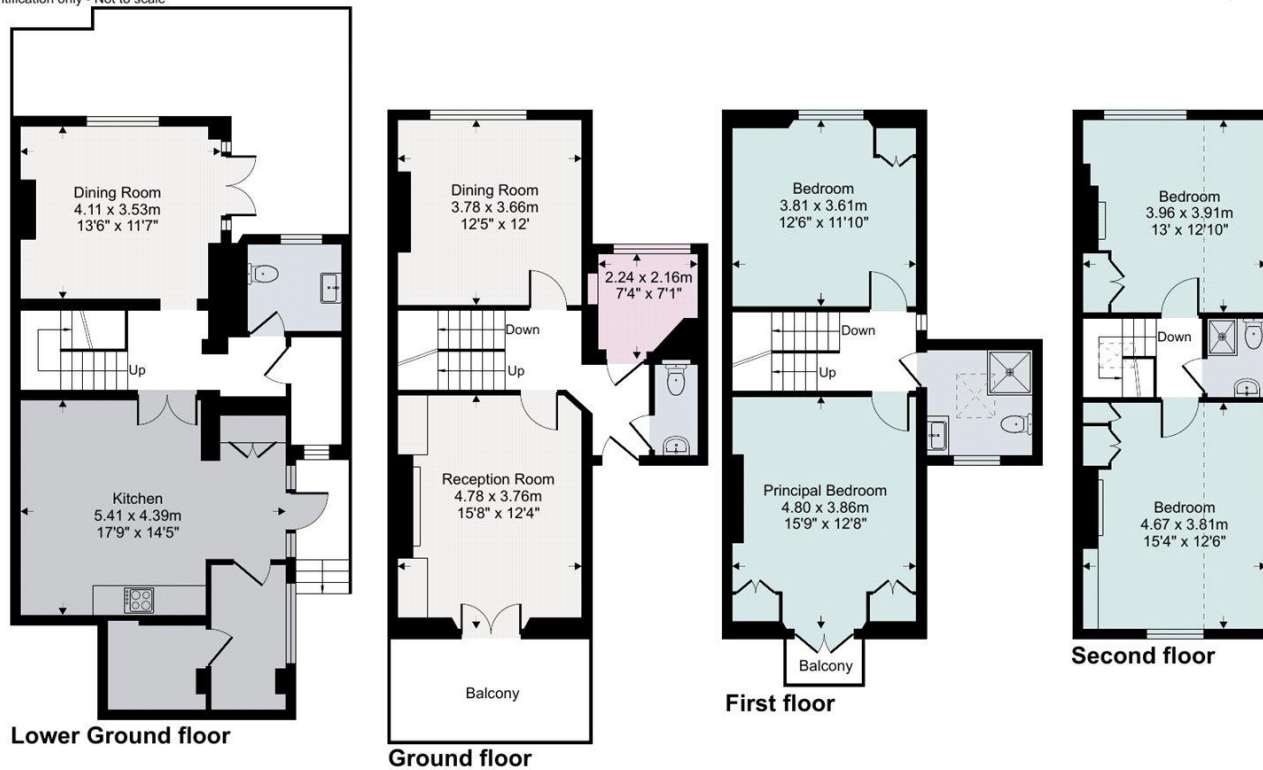 Not to scale
Dining Room
4.11 x 3.53m
13'6" x 11'7"
Up
Kitchen
5.41 x 4.39m
17'9" x 14'5"
Lower Ground floor
Dining Room
3.78 x 3.66m
12'5" x 12'
2.24 x 2.16m
7'4" x 7'1"
Down
Up
Reception Room
4.78 x 3.76m
15'8" x 12'4"
Balcony
Ground floor
Bedroom
3.81 x 3.61m
12'6" x 11'10"
Down
Up
Principal Bedroom
4.80 x 3.86m
15'9" x 12'8"
Balcony
First floor
Bedroom
3.96 x 3.91m
13' x 12'10"
Down
Bedroom
4.67 x 3.81m
15'4" x 12'6"
Second floor